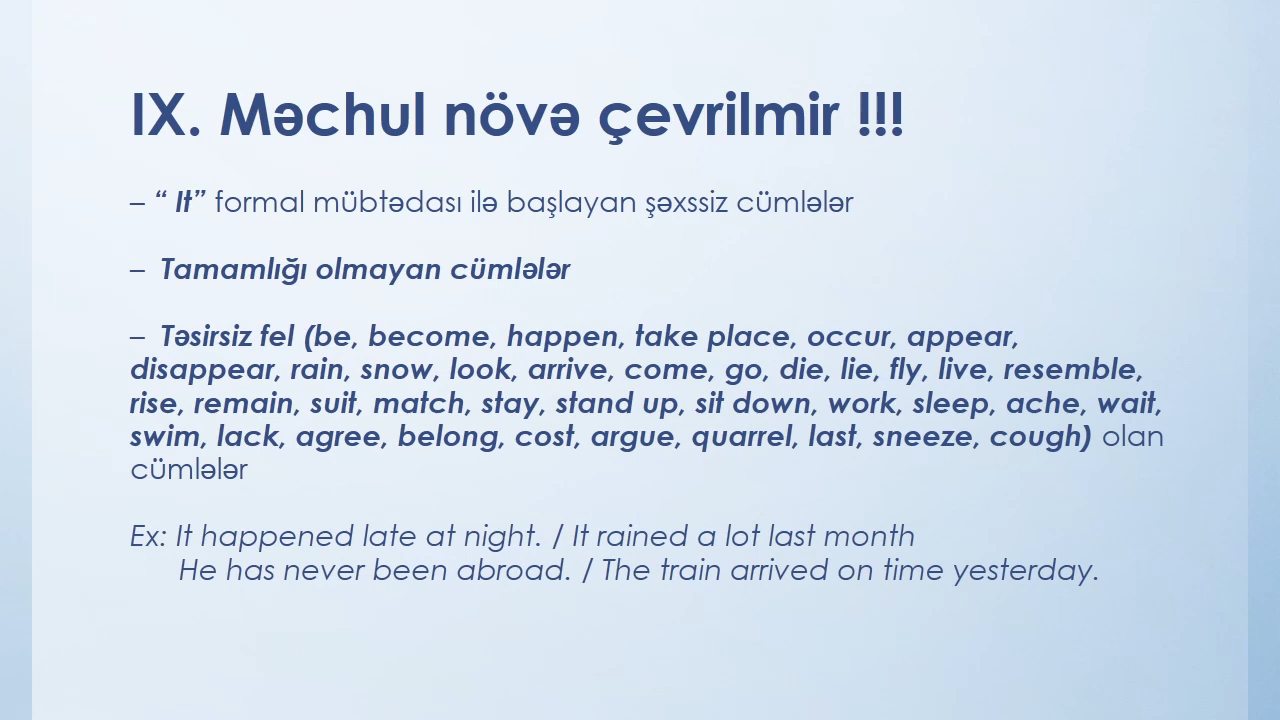 IX. Məchul növə çevrilmir !!!
– “ It” formal mübtədası ilə başlayan şəxssiz cümlələr
– Tamamlığı olmayan cümlələr
– Təsirsiz fel (be, become, happen, take place, occur, appear,
disappear, rain, snow, look, arrive, come, go, die, lie, fly, live, resemble,
rise, remain, suit, match, stay, stand up, sit down, work, sleep, ache, wait,
swim, lack, agree, belong, cost, argue, quarrel, last, sneeze, cough) olan
cümlələr
Ex: It happened late at night. / It rained a lot last month
He has never been abroad. / The train arrived on time yesterday.